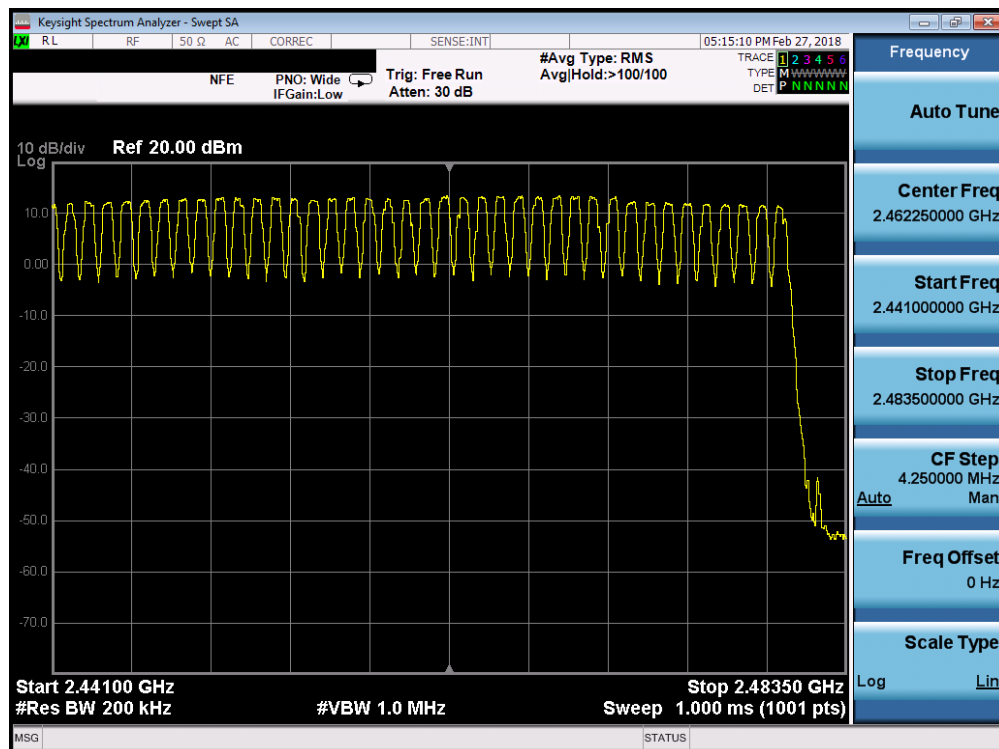 Keysight Spectrum Analyzer - Swept SA
LXI RL RF 50 Ω AC CORREC SENSE:INT 05:15:10 PM Feb 27, 2018
NFE PNO: Wide Trig: Free Run #Avg Type: RMS TRACE 1 2 3 4 5 6
IFGain:Low Atten: 30 dB Avg|Hold:>100/100 TYPE M WWWWW
DET P N N N N N
10 dB/div Ref 20.00 dBm
Log
10.0
0.00
-10.0
-20.0
-30.0
-40.0
-50.0
-60.0
-70.0
Start 2.44100 GHz Stop 2.48350 GHz
#Res BW 200 kHz #VBW 1.0 MHz Sweep 1.000 ms (1001 pts)
MSG STATUS
Frequency
Auto Tune
Center Freq
2.462250000 GHz
Start Freq
2.441000000 GHz
Stop Freq
2.483500000 GHz
CF Step
4.250000 MHz
Auto Man
Freq Offset
0 Hz
Scale Type
Log Lin